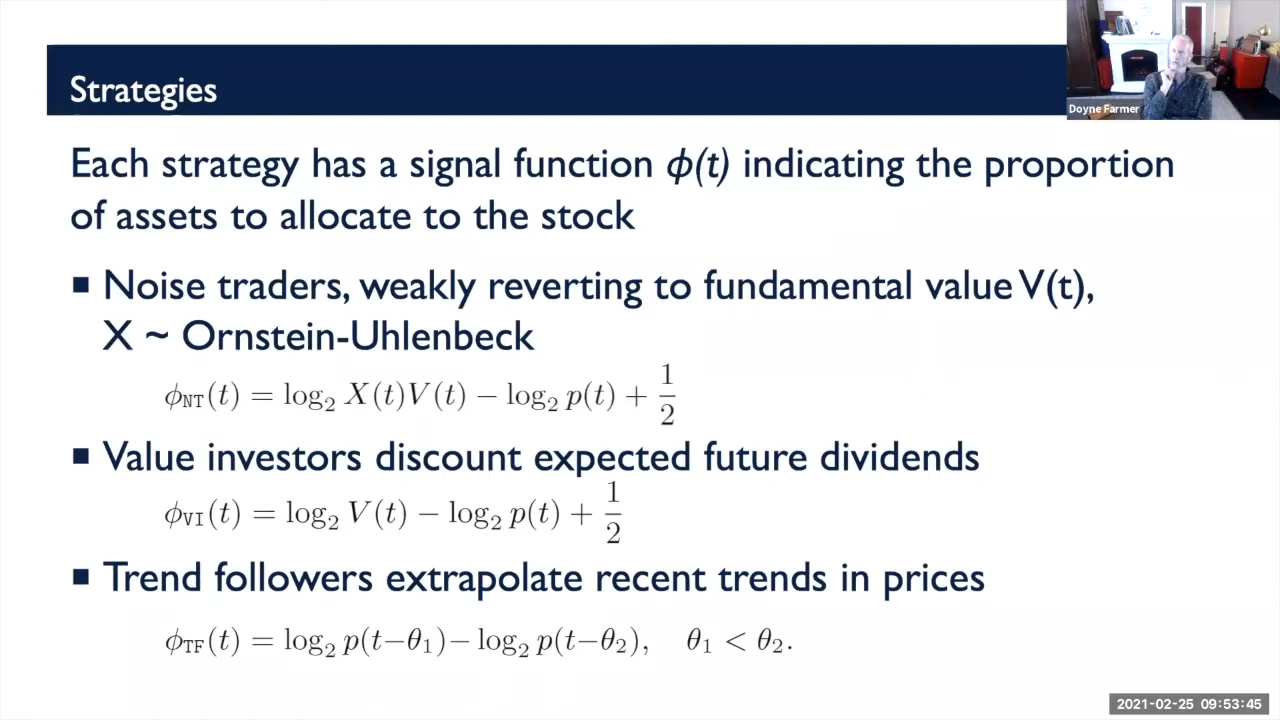 Strategies
Doyne Farmer
Each strategy has a signal function ϕ(t) indicating the proportion
of assets to allocate to the stock
■ Noise traders, weakly reverting to fundamental value V(t),
X ~ Ornstein-Uhlenbeck
ϕ_NT(t) = log₂ X(t)V(t) − log₂ p(t) + 1/2
■ Value investors discount expected future dividends
ϕ_VI(t) = log₂ V(t) − log₂ p(t) + 1/2
■ Trend followers extrapolate recent trends in prices
ϕ_TF(t) = log₂ p(t−θ₁) − log₂ p(t−θ₂), θ₁ < θ₂.
2021-02-25 09:53:45